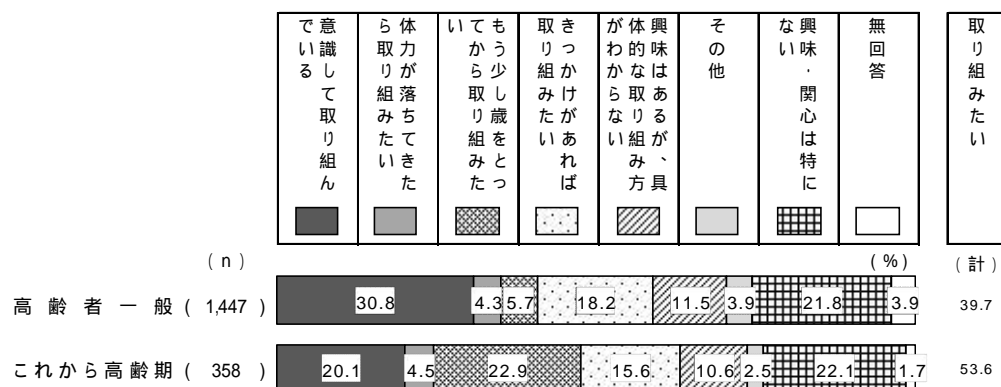 意識して取り組ん
でいる
体力が落ちてきた
ら取り組みたい
もう少し歳をとっ
てから取り組みた
い
きっかけがあれば
取り組みたい
興味はあるが、具
体的な取り組み方
がわからない
その他
興味・関心は特に
ない
無回答
取り組みたい
(n)
(%)
(計)
高齢者一般 ( 1,447 ) 30.8 4.3 5.7 18.2 11.5 3.9 21.8 3.9 39.7
これから高齢期 ( 358 ) 20.1 4.5 22.9 15.6 10.6 2.5 22.1 1.7 53.6